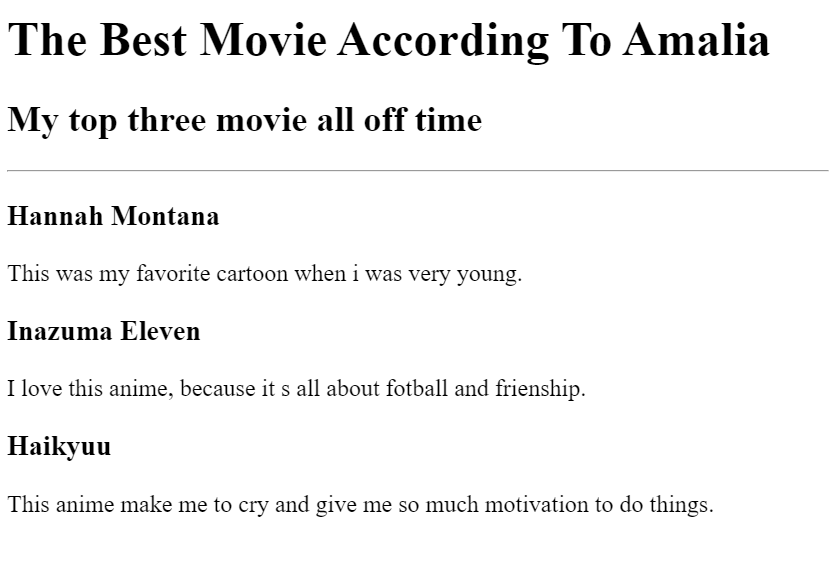 The Best Movie According To Amalia
My top three movie all off time
Hannah Montana
This was my favorite cartoon when i was very young.
Inazuma Eleven
I love this anime, because it s all about fotball and frienship.
Haikyuu
This anime make me to cry and give me so much motivation to do things.